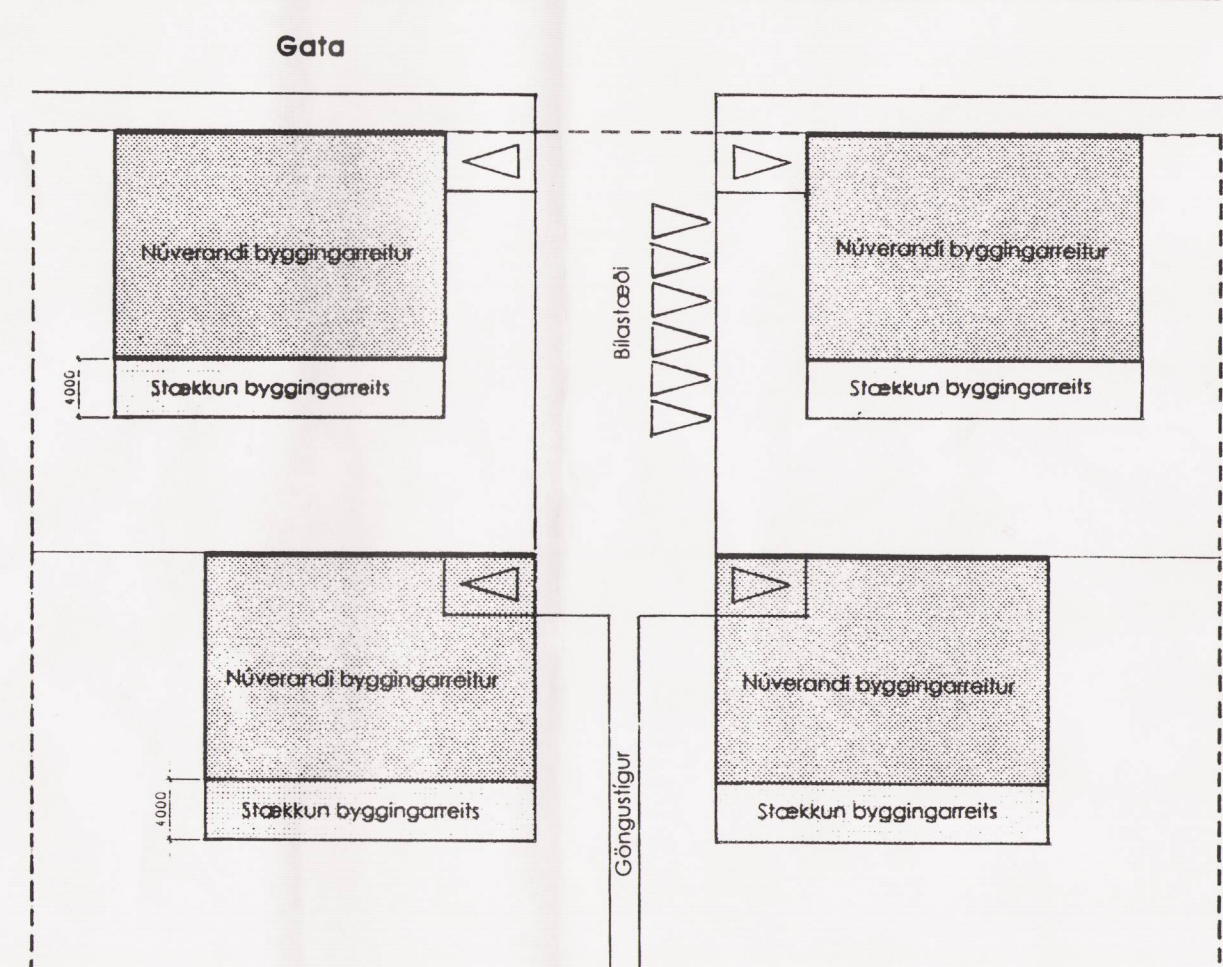 Gata
Núverandi byggingarreitur
Núverandi byggingarreitur
Bílastæði
4000
Stækkun byggingarreits
Stækkun byggingarreits
Núverandi byggingarreitur
Núverandi byggingarreitur
4000
Stækkun byggingarreits
Stækkun byggingarreits
Göngustígur